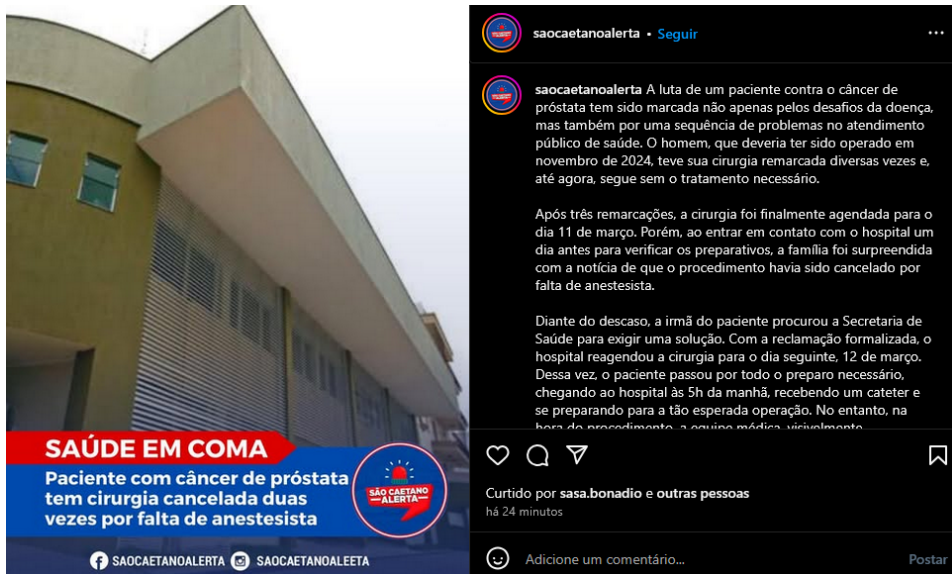 SAÚDE EM COMA
Paciente com câncer de próstata
tem cirurgia cancelada duas
vezes por falta de anestesista
SÃO CAETANO
ALERTA
SAOCAETANOALERTA SAOCAETANOALEETA
saocaetanoalerta • Seguir
saocaetanoalerta A luta de um paciente contra o câncer de
próstata tem sido marcada não apenas pelos desafios da doença,
mas também por uma sequência de problemas no atendimento
público de saúde. O homem, que deveria ter sido operado em
novembro de 2024, teve sua cirurgia remarcada diversas vezes e,
até agora, segue sem o tratamento necessário.
Após três remarcações, a cirurgia foi finalmente agendada para o
dia 11 de março. Porém, ao entrar em contato com o hospital um
dia antes para verificar os preparativos, a família foi surpreendida
com a notícia de que o procedimento havia sido cancelado por
falta de anestesista.
Diante do descaso, a irmã do paciente procurou a Secretaria de
Saúde para exigir uma solução. Com a reclamação formalizada, o
hospital reagendou a cirurgia para o dia seguinte, 12 de março.
Dessa vez, o paciente passou por todo o preparo necessário,
chegando ao hospital às 5h da manhã, recebendo um cateter e
se preparando para a tão esperada operação. No entanto, na
hora do procedimento, a equipe médica, visivelmente
Curtido por sasa.bonadio e outras pessoas
há 24 minutos
Adicione um comentário...
Postar